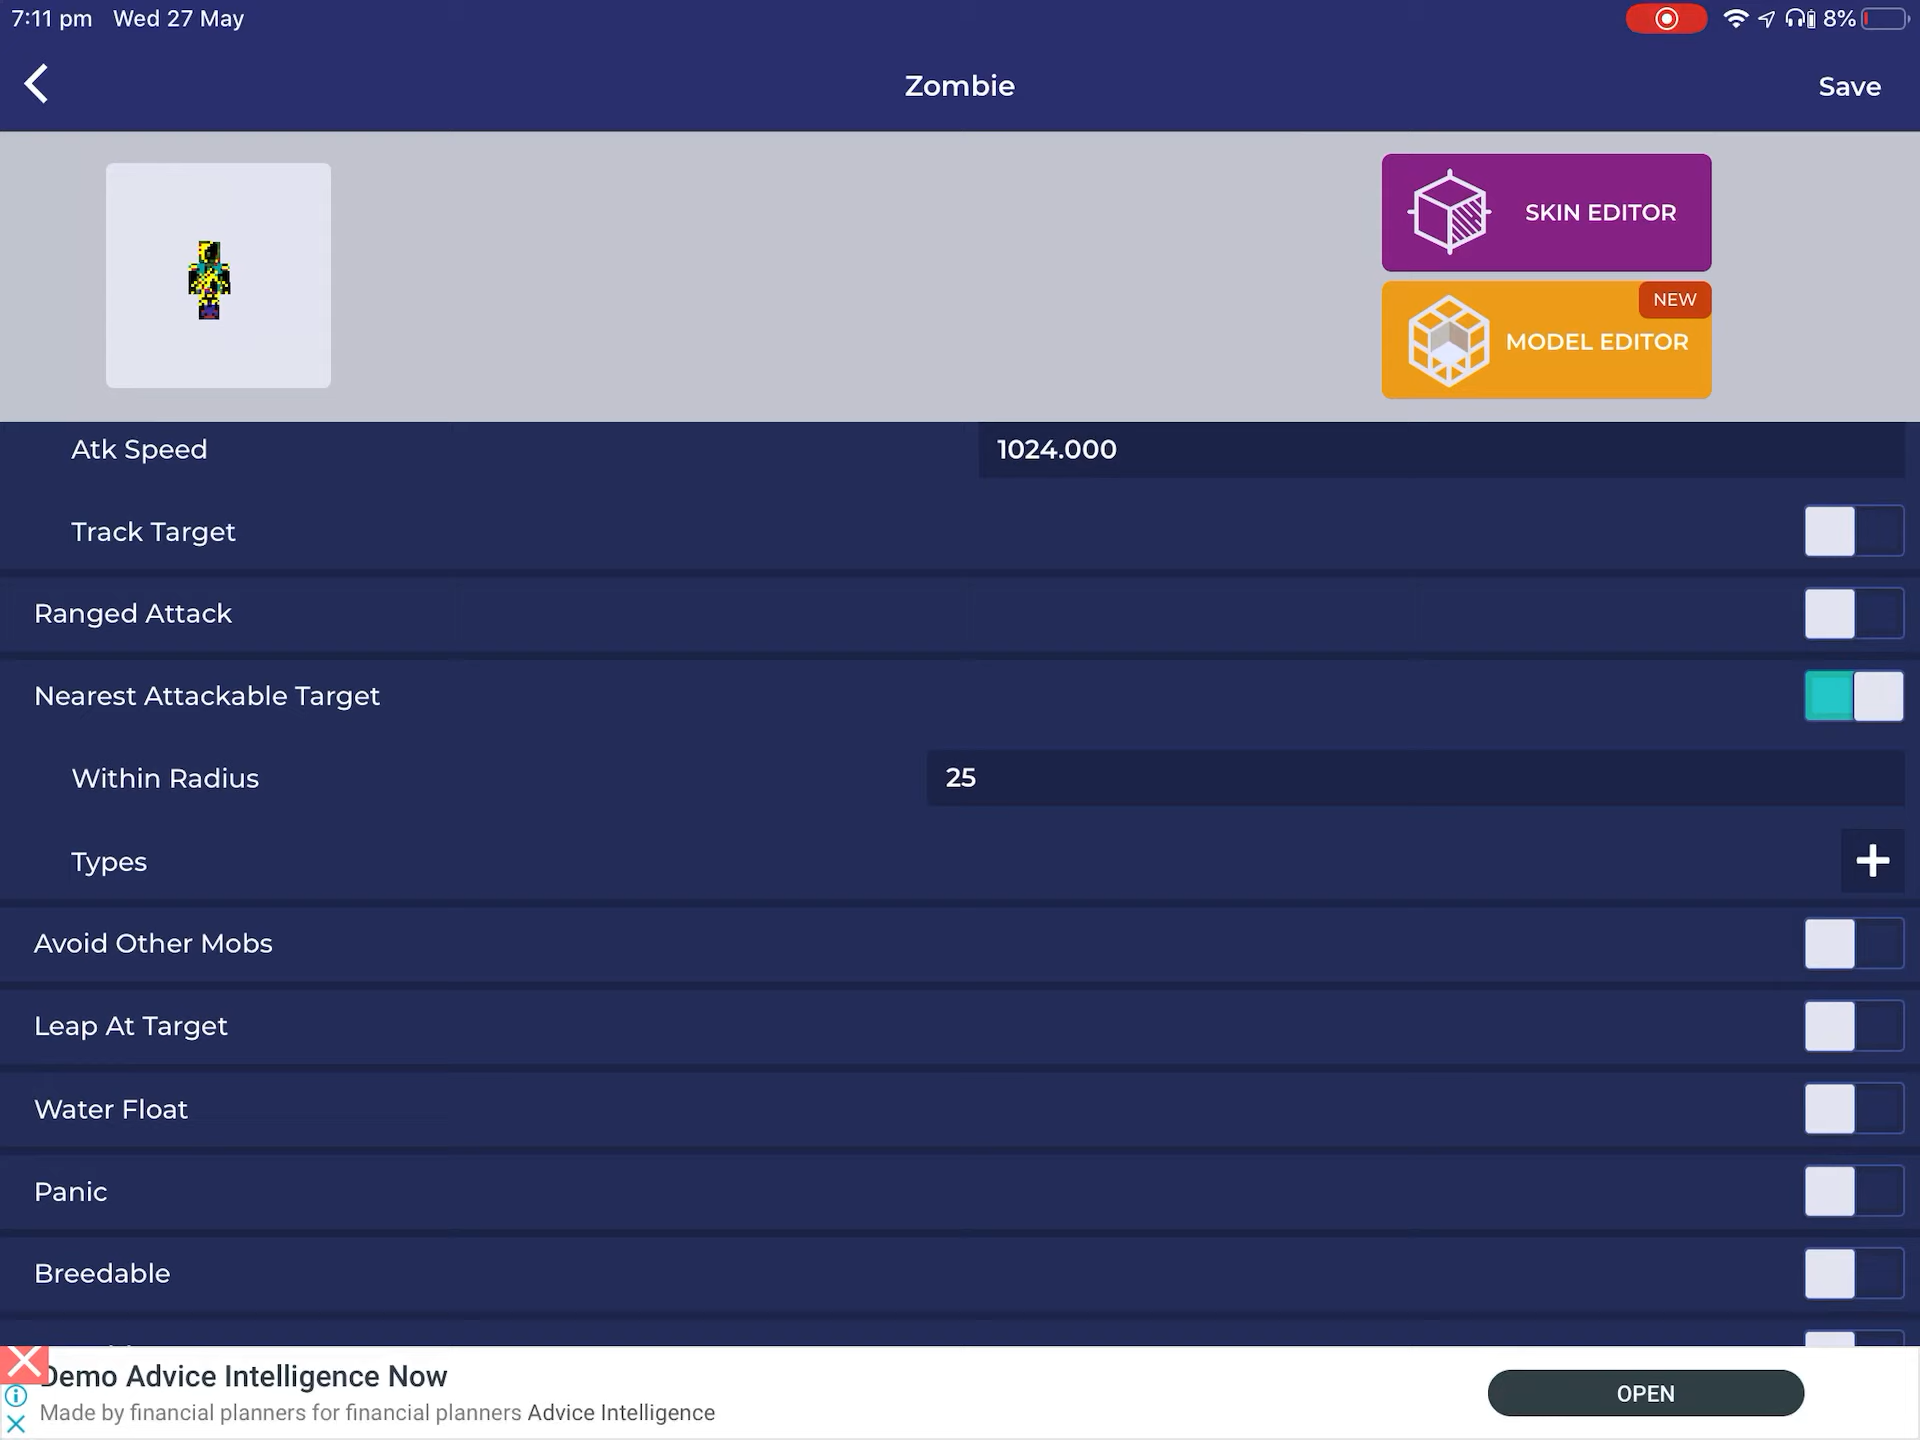 7:11 pm Wed 27 May
8%
Zombie
Save
SKIN EDITOR
NEW
MODEL EDITOR
Atk Speed
1024.000
Track Target
Ranged Attack
Nearest Attackable Target
Within Radius
25
Types
Avoid Other Mobs
Leap At Target
Water Float
Panic
Breedable
Demo Advice Intelligence Now
Made by financial planners for financial planners Advice Intelligence
OPEN